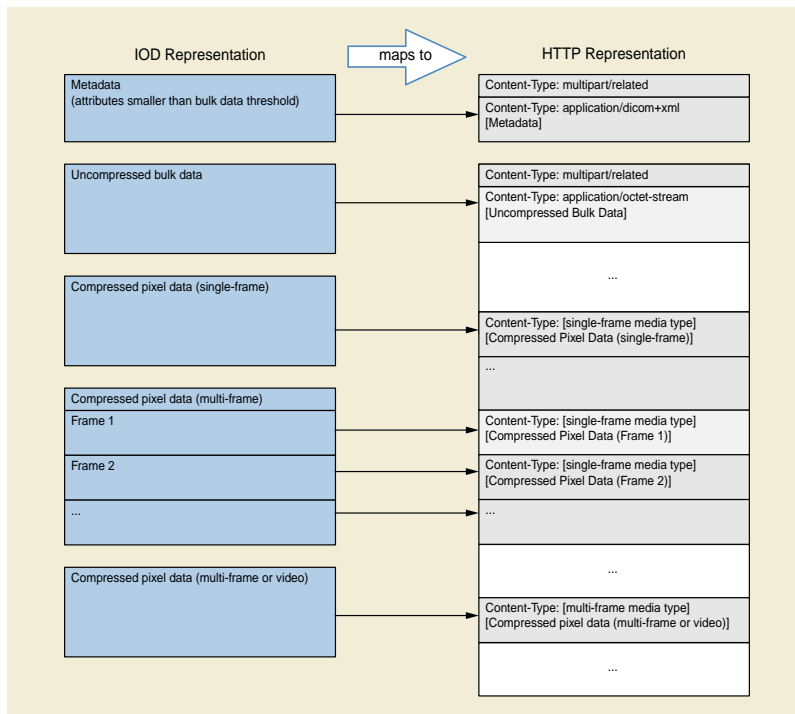 IOD Representation
maps to
HTTP Representation
Metadata
(attributes smaller than bulk data threshold)
Content-Type: multipart/related
Content-Type: application/dicom+xml
[Metadata]
Uncompressed bulk data
Content-Type: multipart/related
Content-Type: application/octet-stream
[Uncompressed Bulk Data]
...
Compressed pixel data (single-frame)
Content-Type: [single-frame media type]
[Compressed Pixel Data (single-frame)]
...
Compressed pixel data (multi-frame)
Frame 1
Content-Type: [single-frame media type]
[Compressed Pixel Data (Frame 1)]
Frame 2
Content-Type: [single-frame media type]
[Compressed Pixel Data (Frame 2)]
...
...
...
Compressed pixel data (multi-frame or video)
Content-Type: [multi-frame media type]
[Compressed pixel data (multi-frame or video)]
...